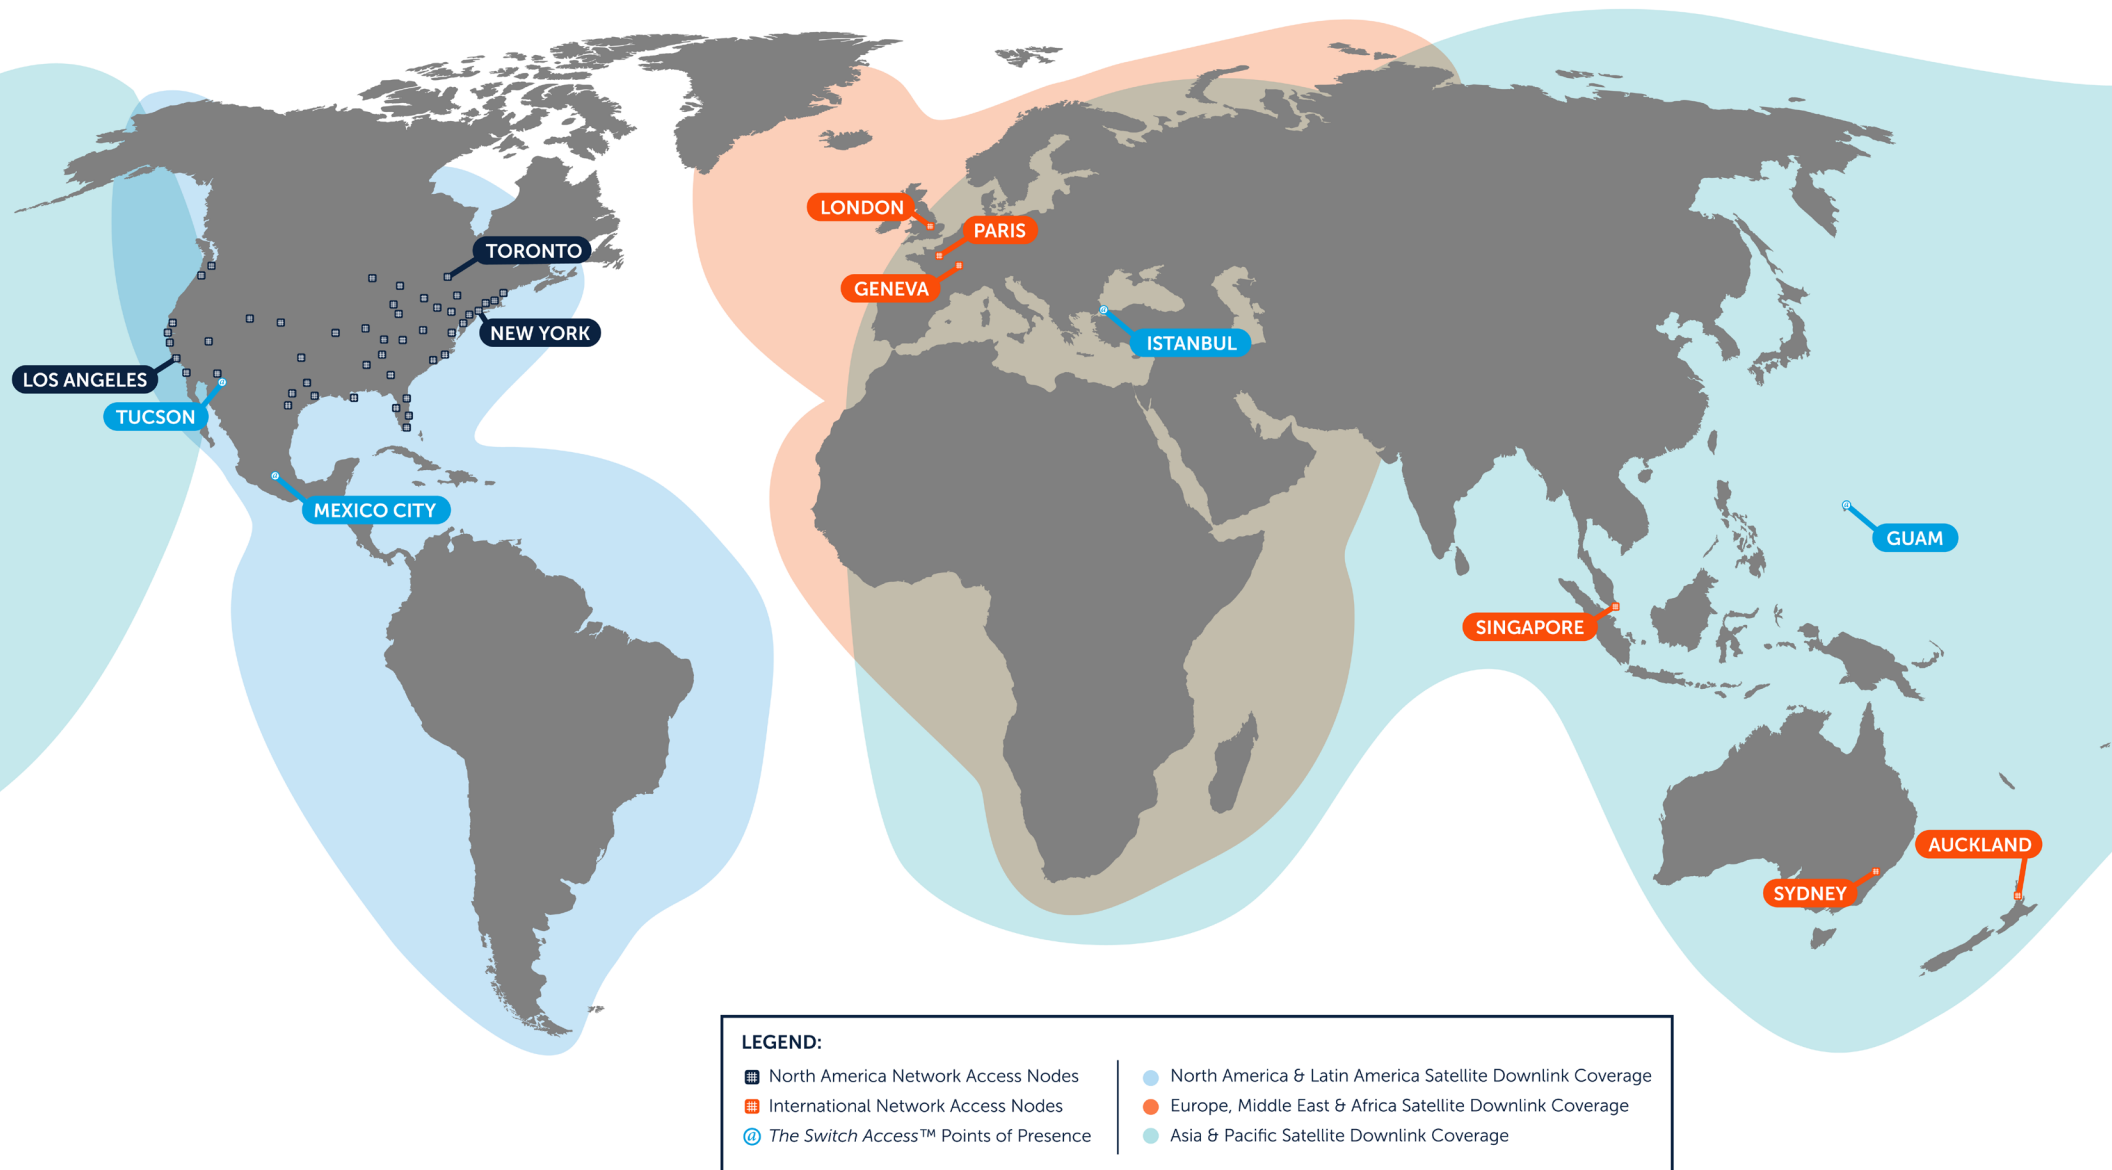 LONDON
PARIS
TORONTO
GENEVA
NEW YORK
ISTANBUL
LOS ANGELES
TUCSON
MEXICO CITY
GUAM
SINGAPORE
AUCKLAND
SYDNEY
LEGEND:
North America Network Access Nodes
International Network Access Nodes
@ The Switch Access™ Points of Presence
North America & Latin America Satellite Downlink Coverage
Europe, Middle East & Africa Satellite Downlink Coverage
Asia & Pacific Satellite Downlink Coverage